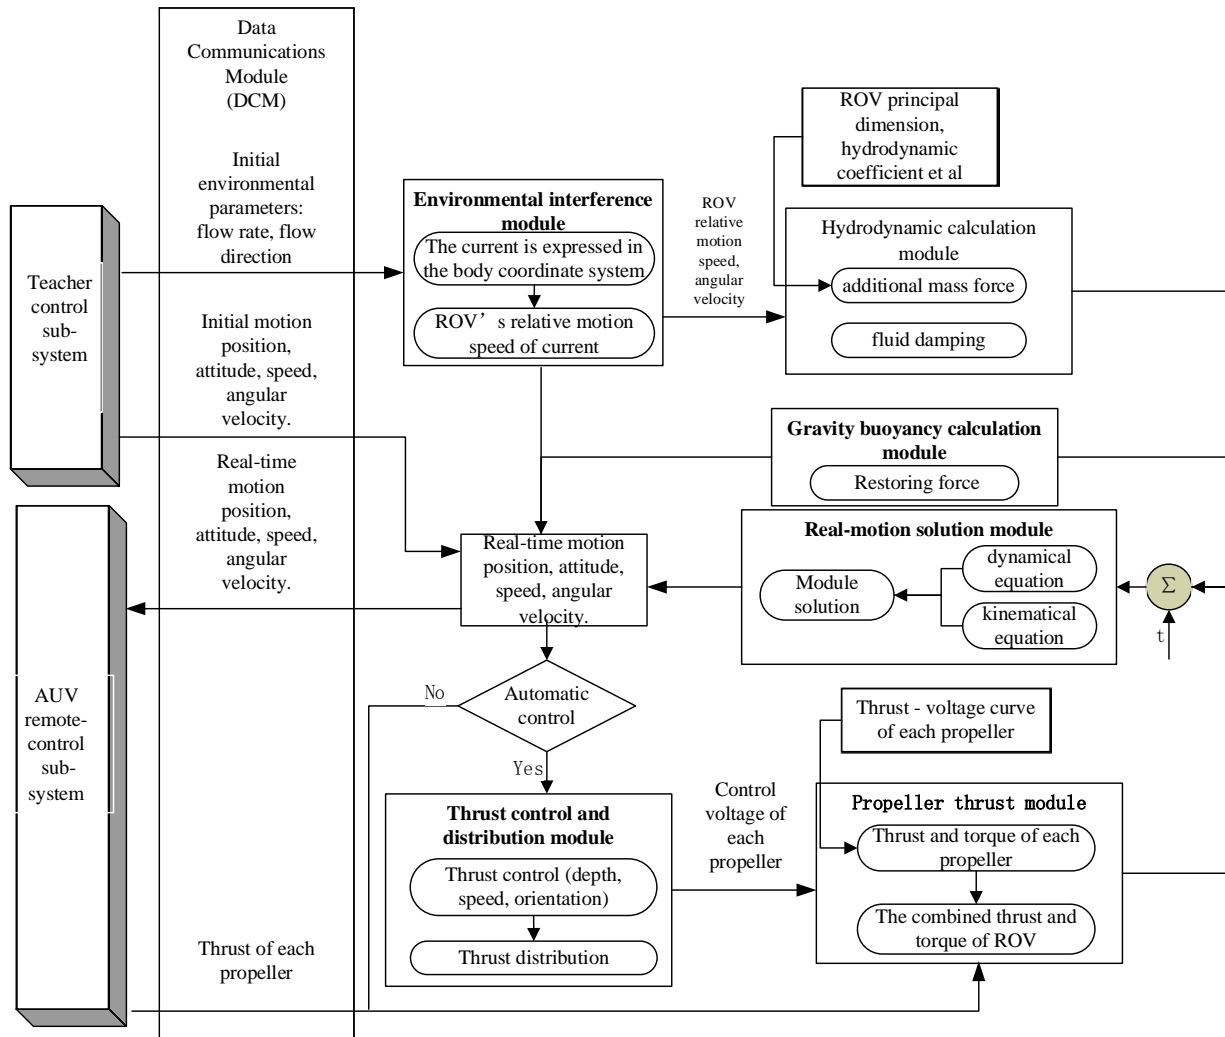 Data
Communications
Module
(DCM)
Initial
environmental
parameters:
flow rate, flow
direction
Initial motion
position,
attitude, speed,
angular
velocity.
Real-time
motion
position,
attitude, speed,
angular
velocity.
Thrust of each
propeller
Teacher
control
sub-
system
AUV
remote-
control
sub-
system
Environmental interference
module
The current is expressed in
the body coordinate system
ROV’s relative motion
speed of current
ROV
relative
motion
speed,
angular
velocity
ROV principal
dimension,
hydrodynamic
coefficient et al
Hydrodynamic calculation
module
additional mass force
fluid damping
Gravity buoyancy calculation
module
Restoring force
Real-motion solution module
dynamical
equation
Module
solution
kinematical
equation
Σ
t
Real-time motion
position, attitude,
speed, angular
velocity.
Automatic
control
No
Yes
Thrust control and
distribution module
Thrust control (depth,
speed, orientation)
Thrust distribution
Control
voltage of
each
propeller
Thrust - voltage curve
of each propeller
Propeller thrust module
Thrust and torque of each
propeller
The combined thrust and
torque of ROV